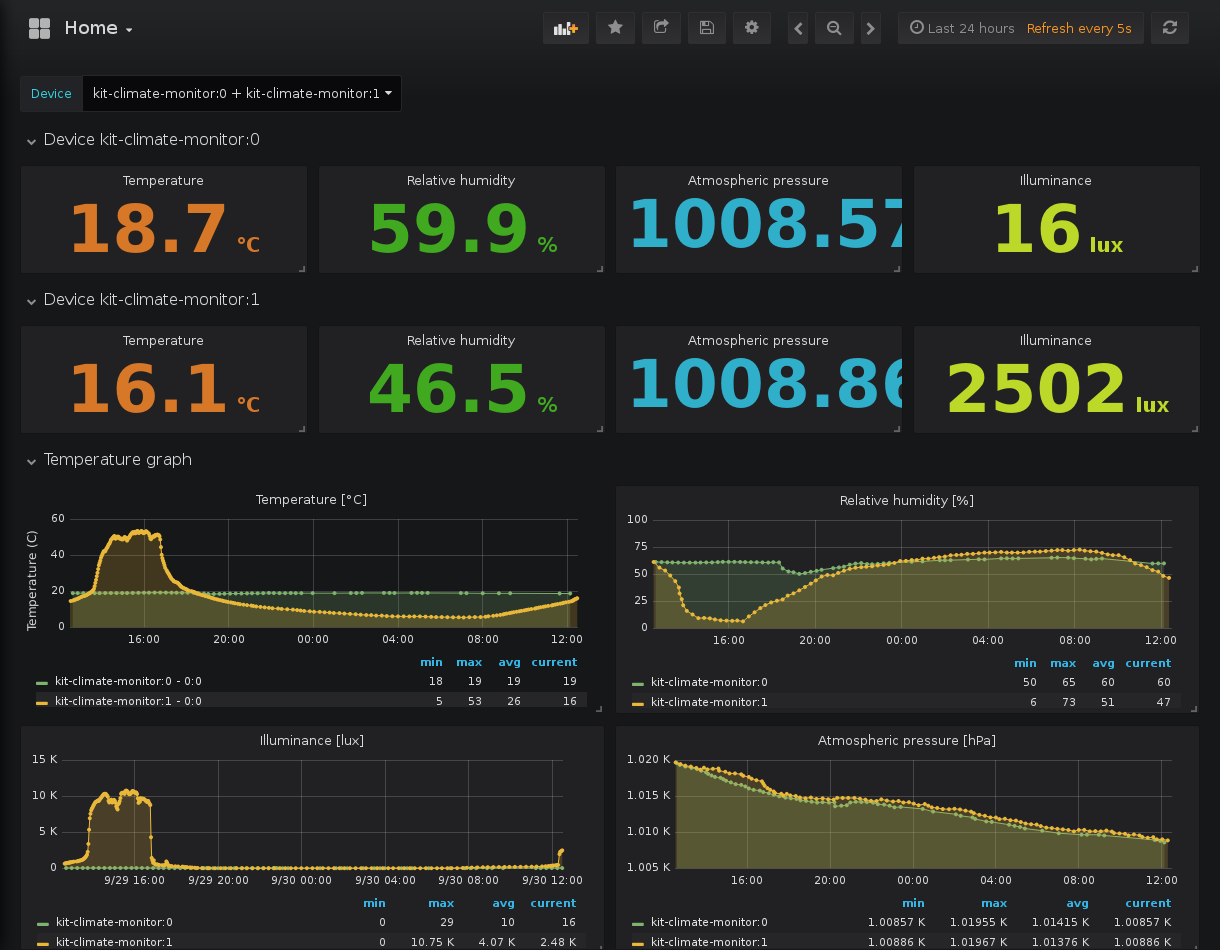 Home
Last 24 hours Refresh every 5s
Device kit-climate-monitor:0 + kit-climate-monitor:1
Device kit-climate-monitor:0
Temperature Relative humidity Atmospheric pressure Illuminance
18.7 °C 59.9 % 1008.57 16 lux
Device kit-climate-monitor:1
Temperature Relative humidity Atmospheric pressure Illuminance
16.1 °C 46.5 % 1008.86 2502 lux
Temperature graph
Temperature [°C]
Temperature (C)
60
40
20
0
16:00 20:00 00:00 04:00 08:00 12:00
min max avg current
kit-climate-monitor:0 - 0:0 18 19 19 19
kit-climate-monitor:1 - 0:0 5 53 26 16
Relative humidity [%]
100
75
50
25
0
16:00 20:00 00:00 04:00 08:00 12:00
min max avg current
kit-climate-monitor:0 50 65 60 60
kit-climate-monitor:1 6 73 51 47
Illuminance [lux]
15 K
10 K
5 K
0
9/29 16:00 9/29 20:00 9/30 00:00 9/30 04:00 9/30 08:00 9/30 12:00
min max avg current
kit-climate-monitor:0 0 29 10 16
kit-climate-monitor:1 0 10.75 K 4.07 K 2.48 K
Atmospheric pressure [hPa]
1.020 K
1.015 K
1.010 K
1.005 K
16:00 20:00 00:00 04:00 08:00 12:00
min max avg current
kit-climate-monitor:0 1.00857 K 1.01955 K 1.01415 K 1.00857 K
kit-climate-monitor:1 1.00886 K 1.01967 K 1.01376 K 1.00886 K